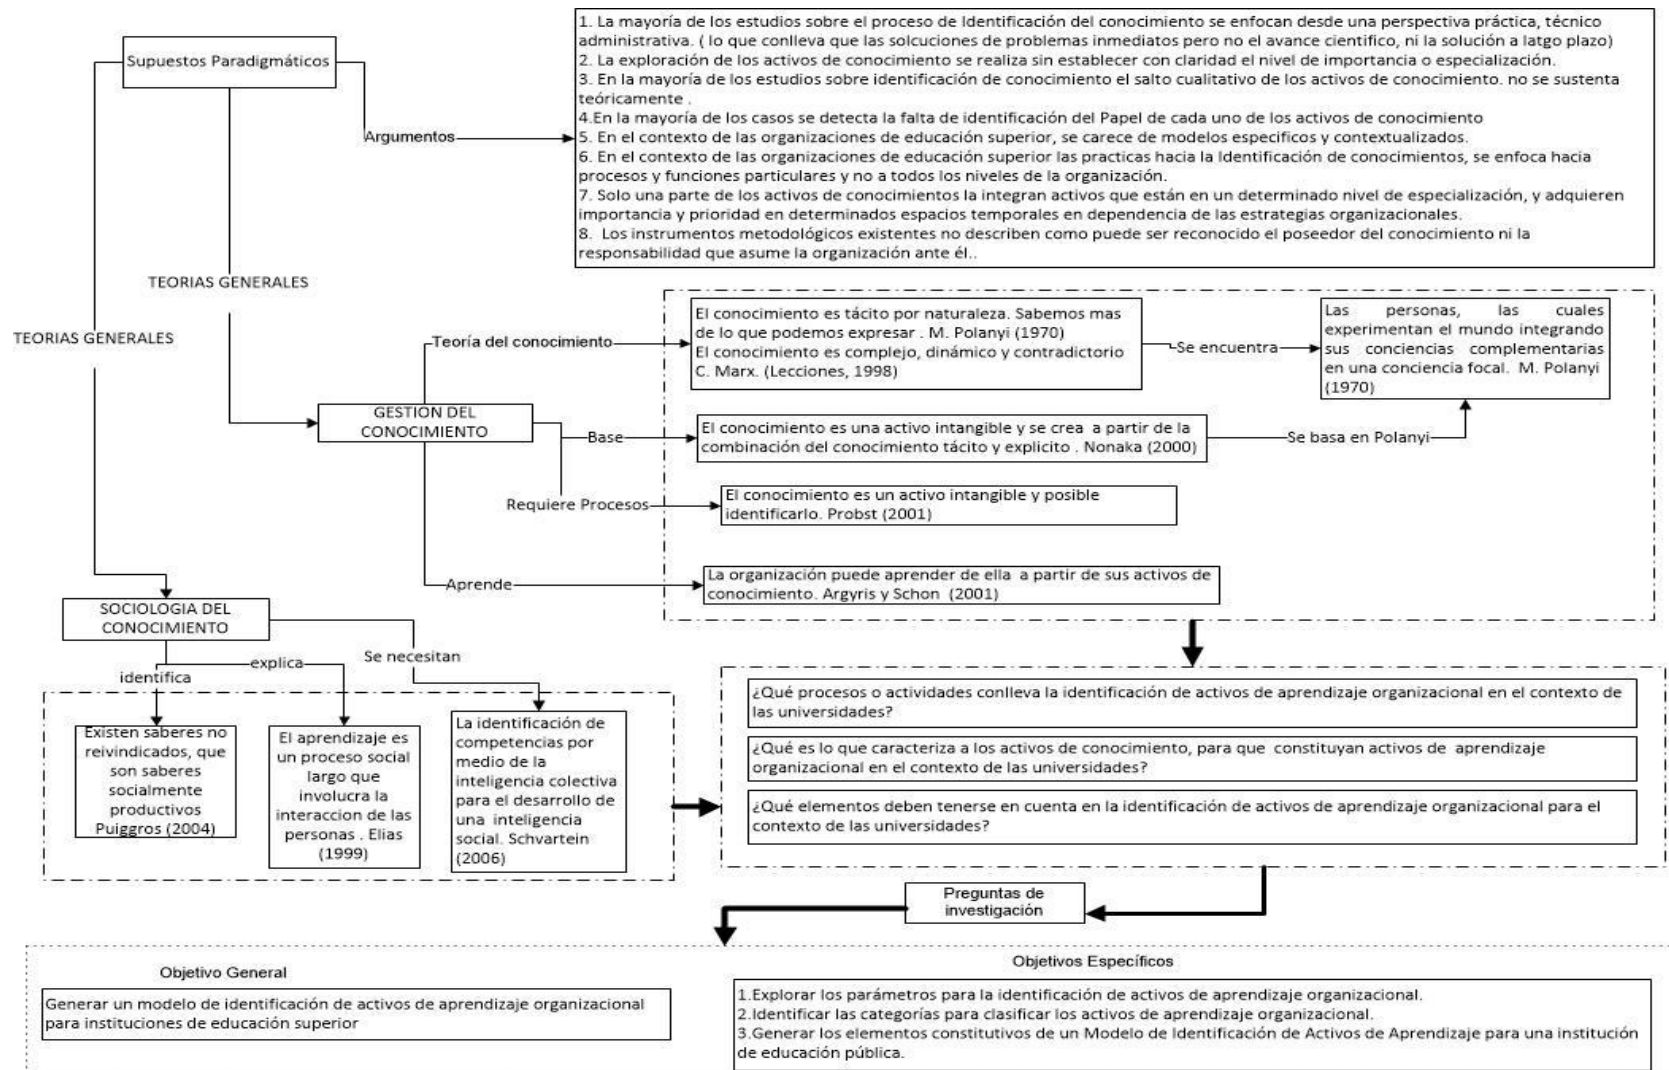 Supuestos Paradigmáticos
Argumentos
1. La mayoría de los estudios sobre el proceso de Identificación del conocimiento se enfocan desde una perspectiva práctica, técnico
administrativa. ( lo que conlleva que las solcuciones de problemas inmediatos pero no el avance cientifico, ni la solución a latgo plazo)
2. La exploración de los activos de conocimiento se realiza sin establecer con claridad el nivel de importancia o especialización.
3. En la mayoría de los estudios sobre identificación de conocimiento el salto cualitativo de los activos de conocimiento. no se sustenta
teóricamente .
4.En la mayoría de los casos se detecta la falta de identificación del Papel de cada uno de los activos de conocimiento
5. En el contexto de las organizaciones de educación superior, se carece de modelos especificos y contextualizados.
6. En el contexto de las organizaciones de educación superior las practicas hacia la Identificación de conocimientos, se enfoca hacia
procesos y funciones particulares y no a todos los niveles de la organización.
7. Solo una parte de los activos de conocimientos la integran activos que están en un determinado nivel de especialización, y adquieren
importancia y prioridad en determinados espacios temporales en dependencia de las estrategias organizacionales.
8. Los instrumentos metodológicos existentes no describen como puede ser reconocido el poseedor del conocimiento ni la
responsabilidad que asume la organización ante él..
TEORIAS GENERALES
TEORIAS GENERALES
GESTION DEL
CONOCIMIENTO
Teoría del conocimiento
El conocimiento es tácito por naturaleza. Sabemos mas
de lo que podemos expresar . M. Polanyi (1970)
El conocimiento es complejo, dinámico y contradictorio
C. Marx. (Lecciones, 1998)
Se encuentra
Las personas, las cuales
experimentan el mundo integrando
sus conciencias complementarias
en una conciencia focal. M. Polanyi
(1970)
Base
El conocimiento es una activo intangible y se crea a partir de la
combinación del conocimiento tácito y explicito . Nonaka (2000)
Se basa en Polanyi
Requiere Procesos
El conocimiento es un activo intangible y posible
identificarlo. Probst (2001)
Aprende
La organización puede aprender de ella a partir de sus activos de
conocimiento. Argyris y Schon (2001)
SOCIOLOGIA DEL
CONOCIMIENTO
identifica
explica
Se necesitan
Existen saberes no
reivindicados, que
son saberes
socialmente
productivos
Puiggros (2004)
El aprendizaje es
un proceso social
largo que
involucra la
interaccion de las
personas . Elias
(1999)
La identificación de
competencias por
medio de la
inteligencia colectiva
para el desarrollo de
una inteligencia
social. Schvartein
(2006)
¿Qué procesos o actividades conlleva la identificación de activos de aprendizaje organizacional en el contexto de
las universidades?
¿Qué es lo que caracteriza a los activos de conocimiento, para que constituyan activos de aprendizaje
organizacional en el contexto de las universidades?
¿Qué elementos deben tenerse en cuenta en la identificación de activos de aprendizaje organizacional para el
contexto de las universidades?
Preguntas de
investigación
Objetivo General
Generar un modelo de identificación de activos de aprendizaje organizacional
para instituciones de educación superior
Objetivos Específicos
1.Explorar los parámetros para la identificación de activos de aprendizaje organizacional.
2.Identificar las categorías para clasificar los activos de aprendizaje organizacional.
3.Generar los elementos constitutivos de un Modelo de Identificación de Activos de Aprendizaje para una institución
de educación pública.